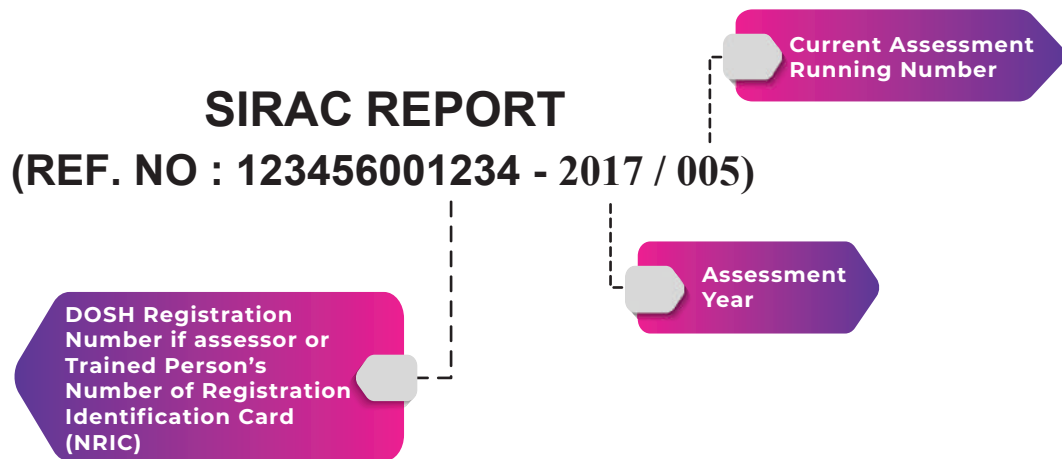 Current Assessment
Running Number
SIRAC REPORT
(REF. NO : 123456001234 - 2017 / 005)
Assessment
Year
DOSH Registration
Number if assessor or
Trained Person’s
Number of Registration
Identification Card
(NRIC)